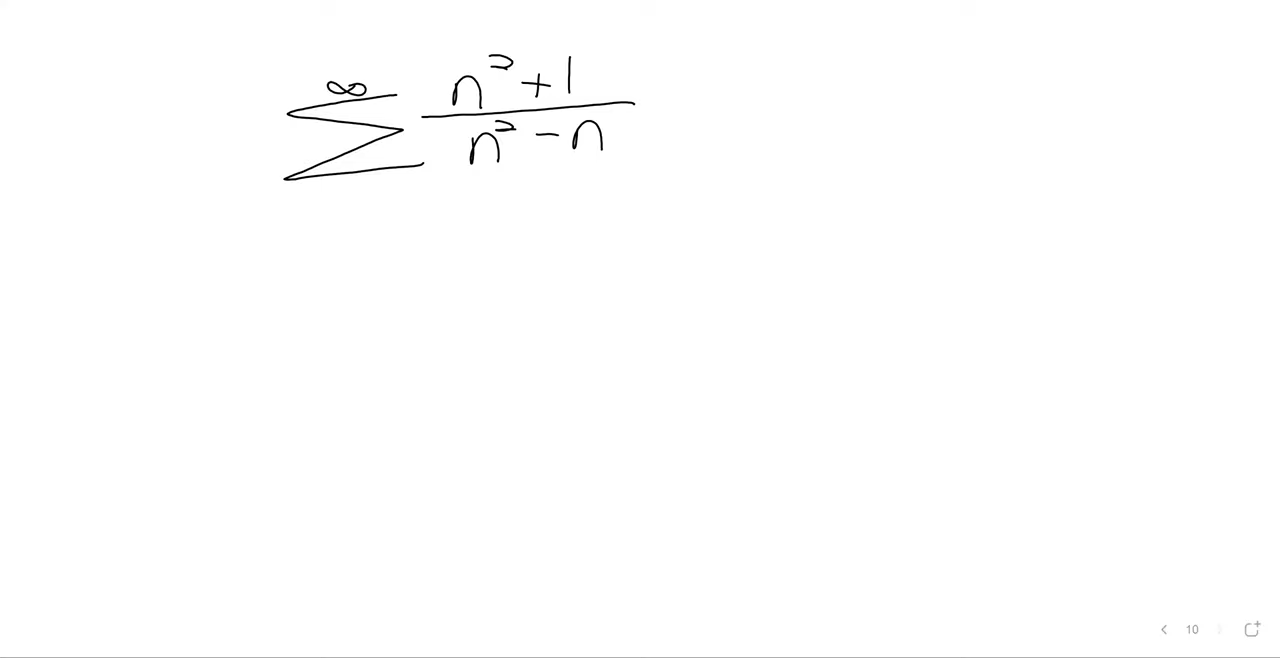 ∑^∞ (n² + 1)/(n² - n)
< 10